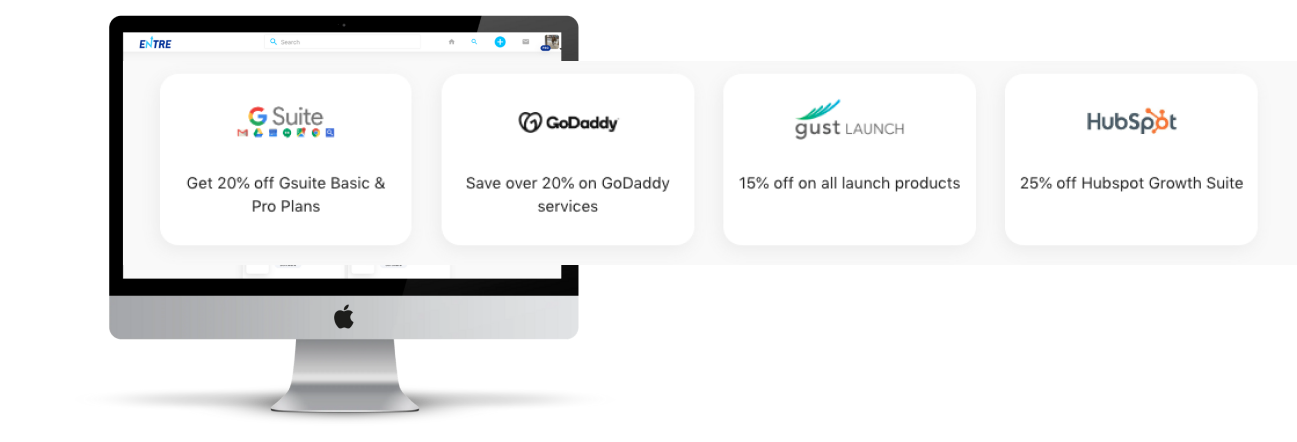 ENTRE
Search
G Suite
Get 20% off Gsuite Basic &
Pro Plans
GoDaddy
Save over 20% on GoDaddy
services
gust LAUNCH
15% off on all launch products
HubSpot
25% off Hubspot Growth Suite